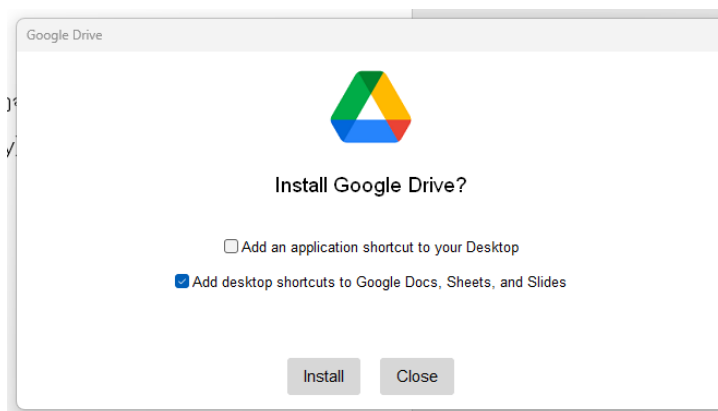 Google Drive
Install Google Drive?
Add an application shortcut to your Desktop
Add desktop shortcuts to Google Docs, Sheets, and Slides
Install Close